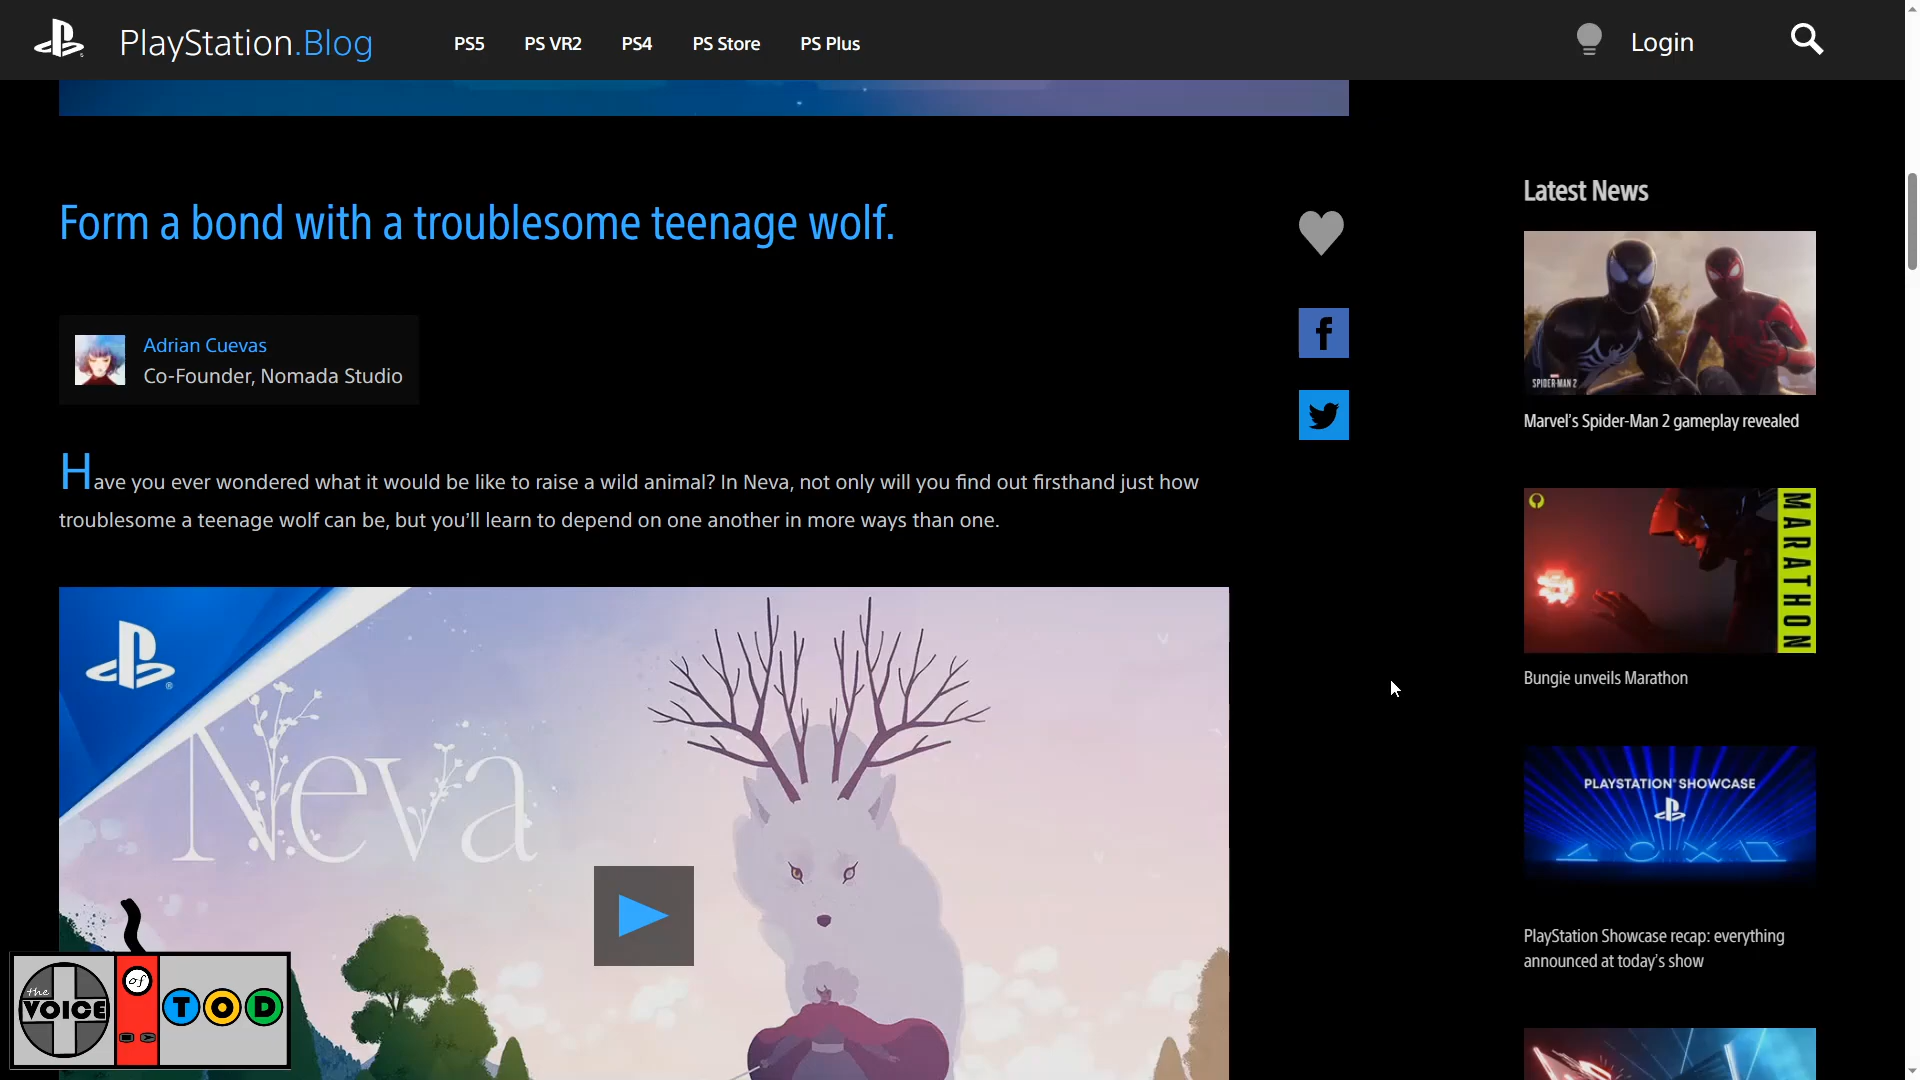 PlayStation.Blog
PS5
PS VR2
PS4
PS Store
PS Plus
Login
Form a bond with a troublesome teenage wolf.
Adrian Cuevas
Co-Founder, Nomada Studio
Have you ever wondered what it would be like to raise a wild animal? In Neva, not only will you find out firsthand just how
troublesome a teenage wolf can be, but you’ll learn to depend on one another in more ways than one.
Neva
the
VOICE
of
TOD
Latest News
SPIDER-MAN 2
Marvel’s Spider-Man 2 gameplay revealed
MARATHON
Bungie unveils Marathon
PLAYSTATION® SHOWCASE
PlayStation Showcase recap: everything
announced at today’s show